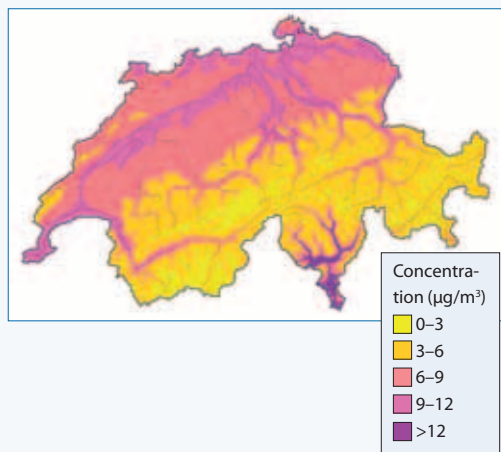 Concentra-
tion (µg/m³)
0–3
3–6
6–9
9–12
>12